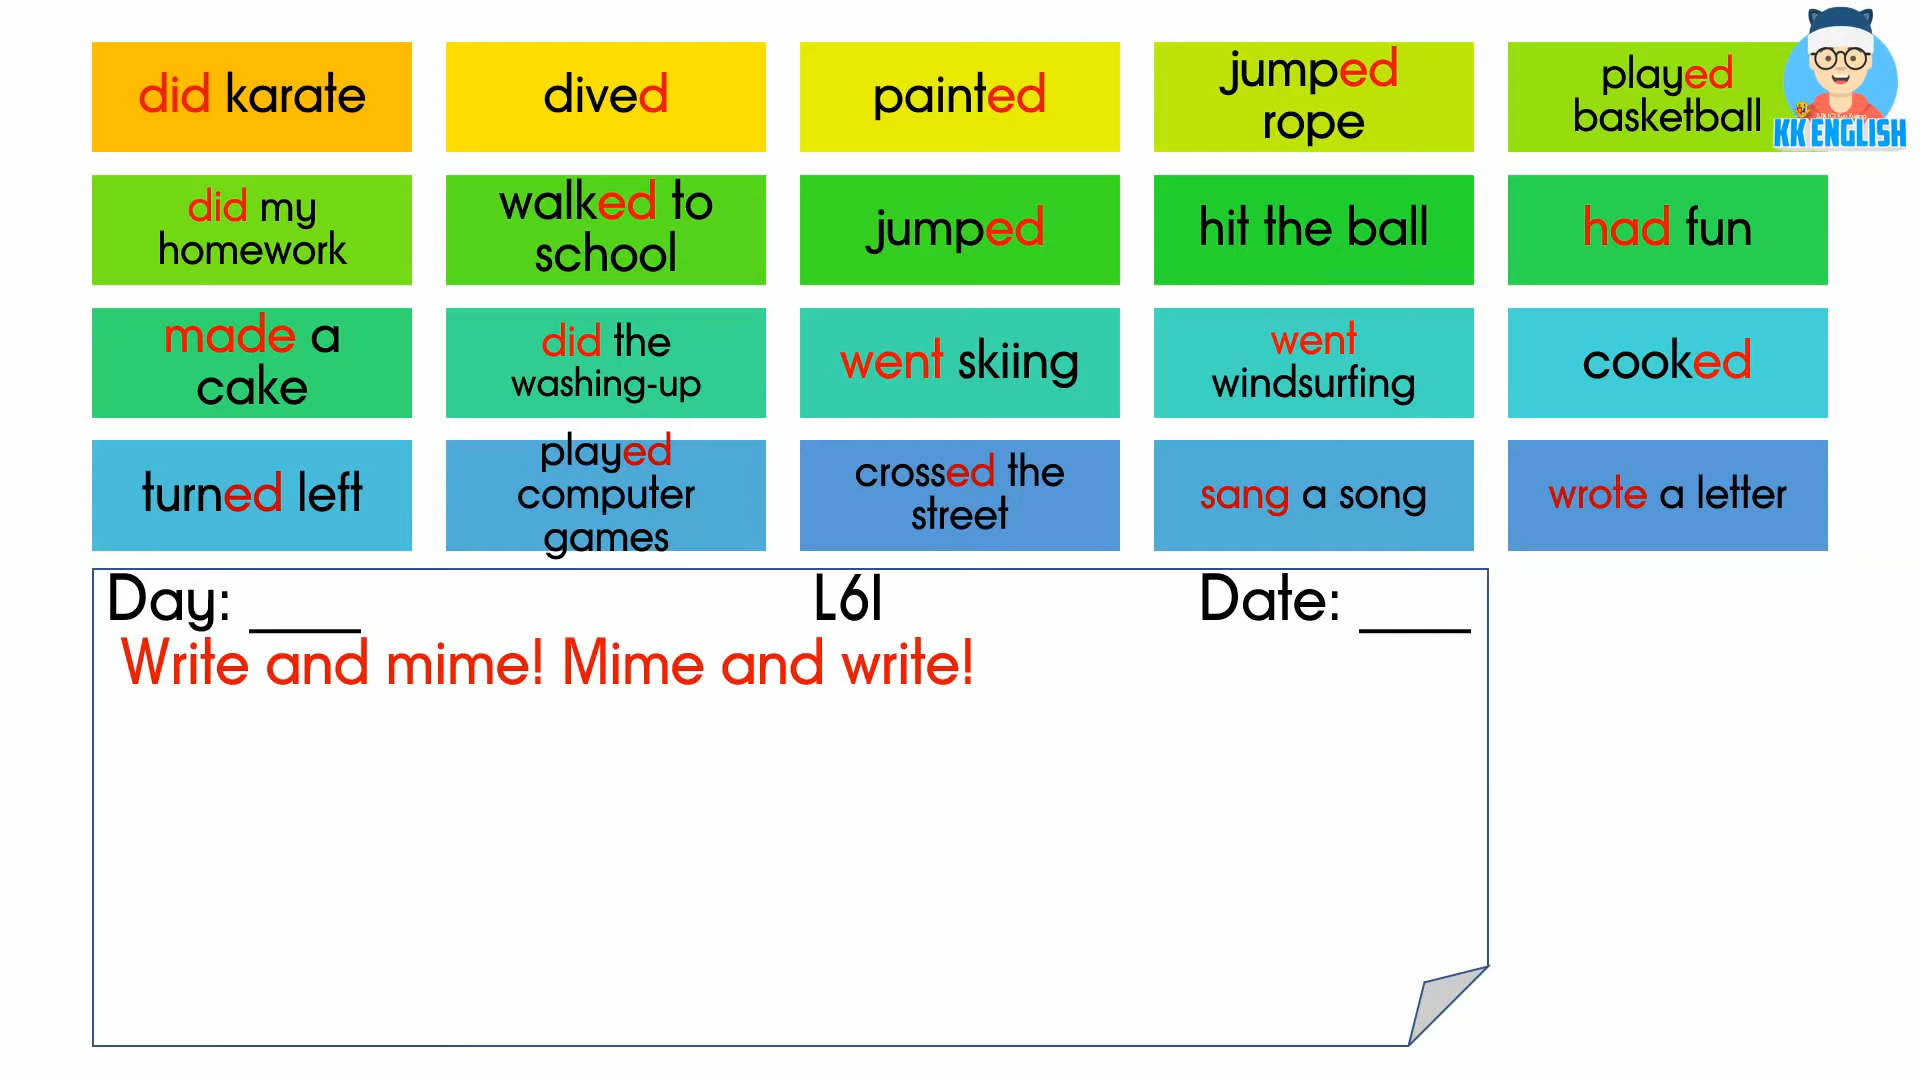 did karate
dived
painted
jumped
rope
played
basketball
KK ENGLISH
did my
homework
walked to
school
jumped
hit the ball
had fun
made a
cake
did the
washing-up
went skiing
went
windsurfing
cooked
turned left
played
computer
games
crossed the
street
sang a song
wrote a letter
Day: ____ L61 Date: ____
Write and mime! Mime and write!